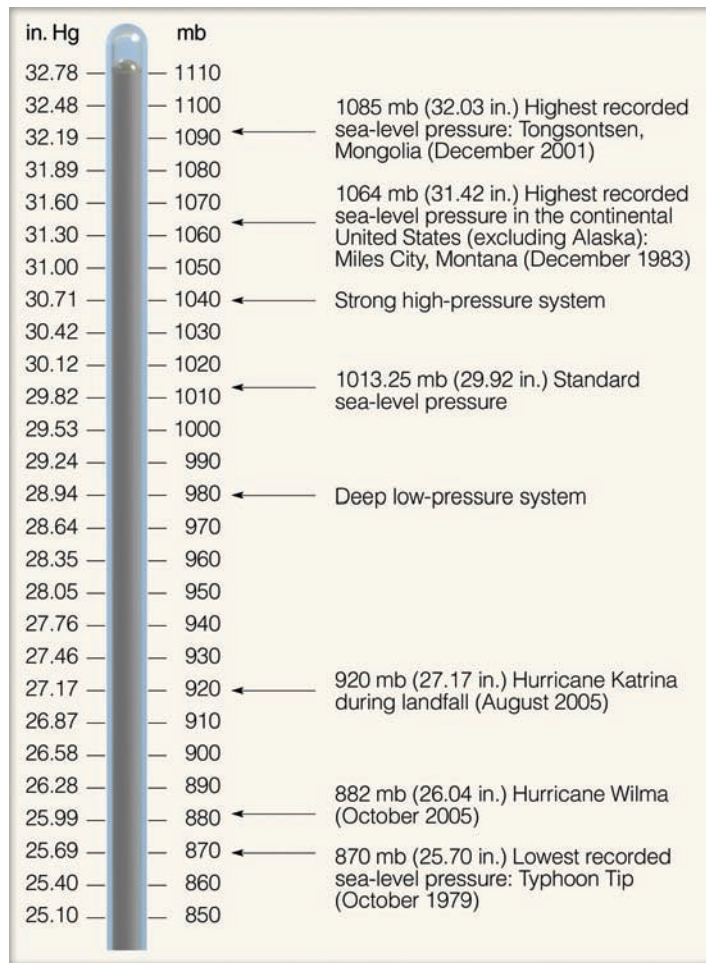 in. Hg mb
32.78 1110
32.48 1100
1085 mb (32.03 in.) Highest recorded
sea-level pressure: Tongsontsen,
32.19 1090
Mongolia (December 2001)
31.89 1080
1064 mb (31.42 in.) Highest recorded
31.60 1070
sea-level pressure in the continental
United States (excluding Alaska):
31.30 1060
Miles City, Montana (December 1983)
31.00 1050
30.71 1040 Strong high-pressure system
30.42 1030
30.12 1020
1013.25 mb (29.92 in.) Standard
29.82 1010
sea-level pressure
29.53 1000
29.24 990
28.94 980 Deep low-pressure system
28.64 970
28.35 960
28.05 950
27.76 940
27.46 930
920 mb (27.17 in.) Hurricane Katrina
27.17 920
during landfall (August 2005)
26.87 910
26.58 900
26.28 890
882 mb (26.04 in.) Hurricane Wilma
(October 2005)
25.99 880
25.69 870
870 mb (25.70 in.) Lowest recorded
sea-level pressure: Typhoon Tip
25.40 860
(October 1979)
25.10 850